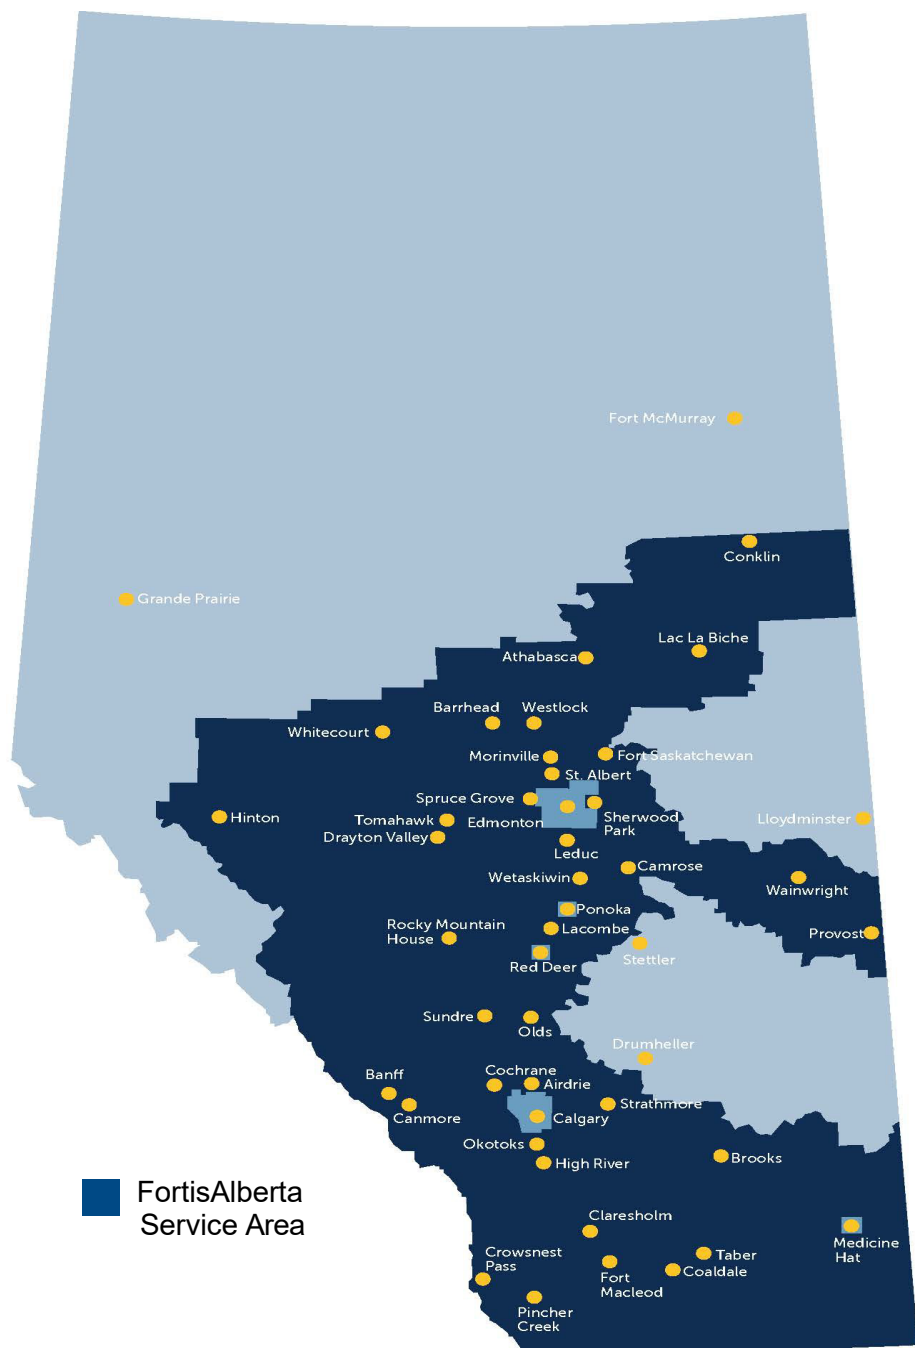 Fort McMurray
Conklin
Grande Prairie
Lac La Biche
Athabasca
Barrhead
Westlock
Whitecourt
Morinville
Fort Saskatchewan
St. Albert
Spruce Grove
Hinton
Tomahawk
Edmonton
Sherwood
Park
Lloydminster
Drayton Valley
Leduc
Camrose
Wetaskiwin
Wainwright
Ponoka
Rocky Mountain
House
Lacombe
Provost
Stettler
Red Deer
Sundre
Olds
Drumheller
Cochrane
Banff
Airdrie
Canmore
Strathmore
Calgary
Okotoks
High River
Brooks
FortisAlberta
Service Area
Claresholm
Medicine
Hat
Crowsnest
Pass
Taber
Fort
Macleod
Coaldale
Pincher
Creek